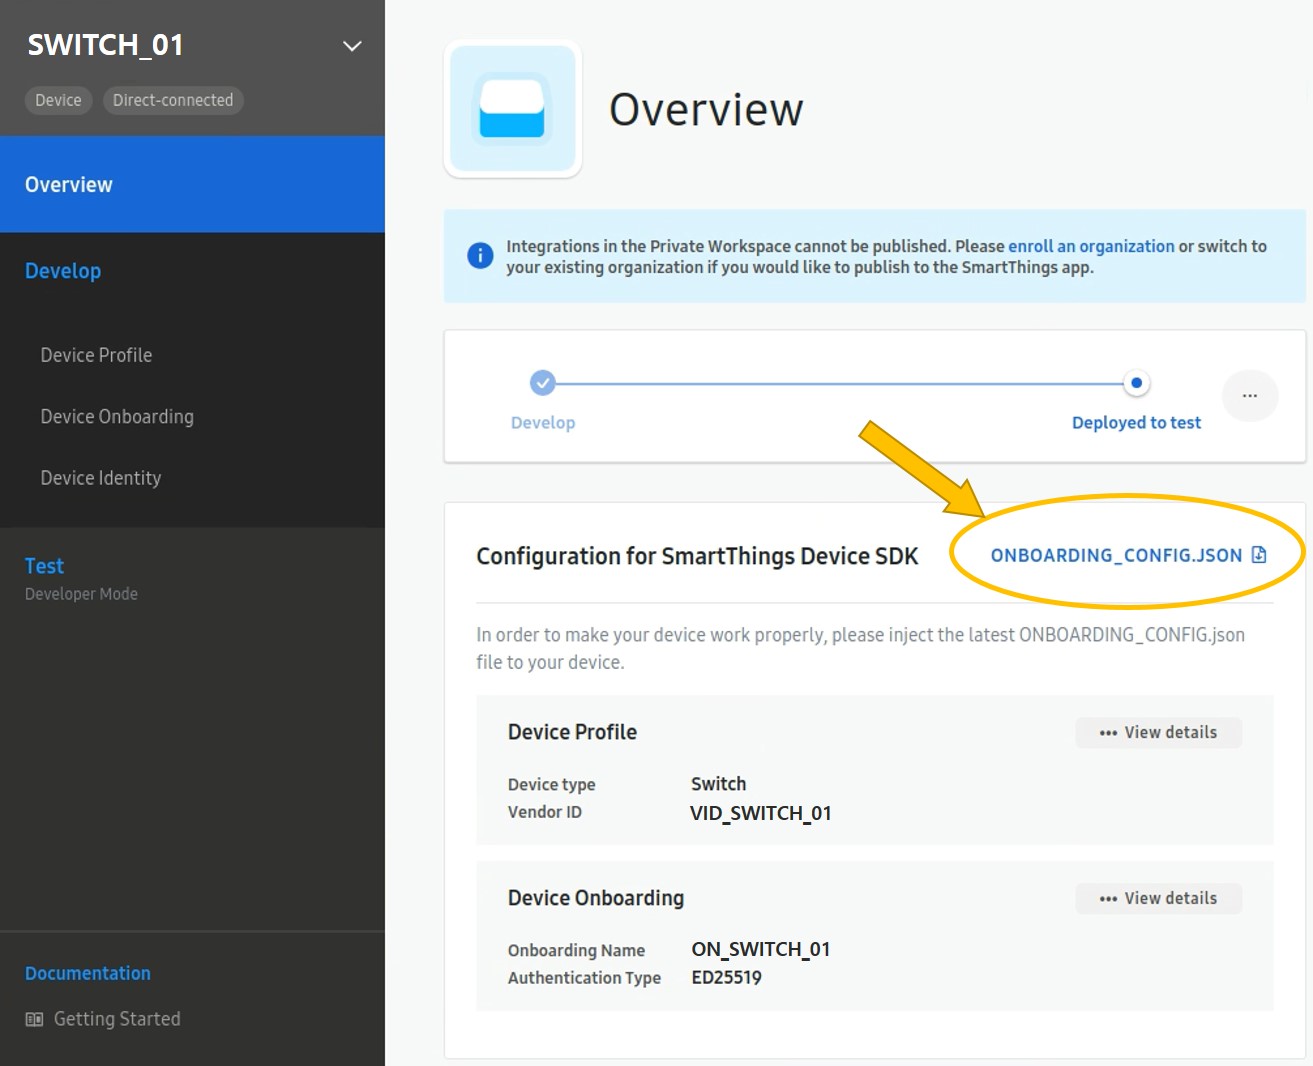 SWITCH_01
Device
Direct-connected
Overview
Develop
Device Profile
Device Onboarding
Device Identity
Test
Developer Mode
Documentation
Getting Started
Overview
Integrations in the Private Workspace cannot be published. Please enroll an organization or switch to
your existing organization if you would like to publish to the SmartThings app.
Develop
Deployed to test
Configuration for SmartThings Device SDK
ONBOARDING_CONFIG.JSON
In order to make your device work properly, please inject the latest ONBOARDING_CONFIG.json
file to your device.
Device Profile
••• View details
Device type Switch
Vendor ID VID_SWITCH_01
Device Onboarding
••• View details
Onboarding Name ON_SWITCH_01
Authentication Type ED25519